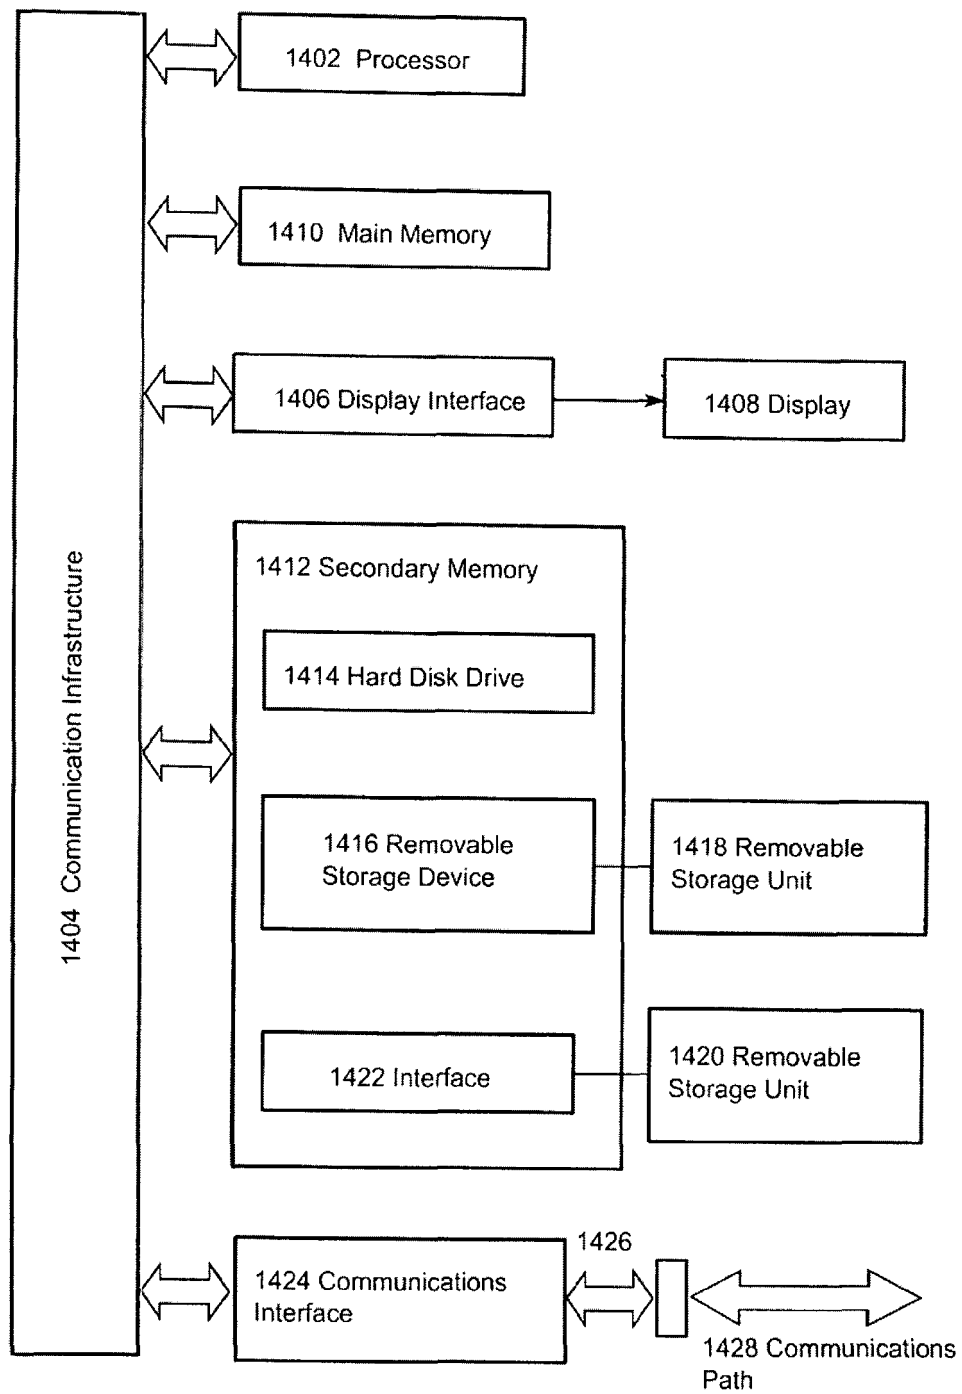 1402 Processor
1410 Main Memory
1406 Display Interface
1408 Display
1404 Communication Infrastructure
1412 Secondary Memory
1414 Hard Disk Drive
1416 Removable
Storage Device
1418 Removable
Storage Unit
1422 Interface
1420 Removable
Storage Unit
1424 Communications
Interface
1426
1428 Communications
Path